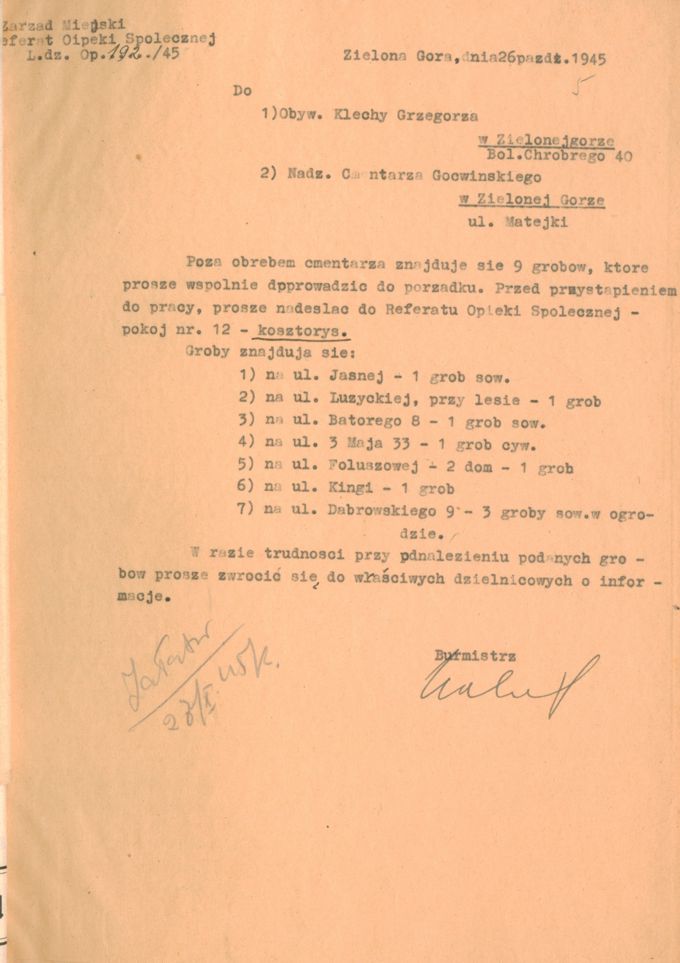 Zarzad Miejski
eferat Oipeki Spolecznej
L.dz. Op.192./45
Zielona Gora,dnia26pazdz.1945
5
Do
1)Obyw. Klechy Grzegorza
w Zielonejgorze
Bol.Chrobrego 40
2) Nadz. Cmentarza Gocwinskiego
w Zielonej Gorze
ul. Matejki
Poza obrebem cmentarza znajduje sie 9 grobow, ktore
prosze wspolnie dpprowadzic do porzadku. Przed przystapieniem
do pracy, prosze nadeslac do Referatu Opieki Spolecznej -
pokoj nr. 12 - kosztorys.
Groby znajduja sie:
1) na ul. Jasnej - 1 grob sow.
2) na ul. Luzyckiej, przy lesie - 1 grob
3) na ul. Batorego 8 - 1 grob sow.
4) na ul. 3 Maja 33 - 1 grob cyw.
5) na ul. Foluszowej - 2 dom - 1 grob
6) na ul. Kingi - 1 grob
7) na ul. Dabrowskiego 9 - 3 groby sow.w ogro-
dzie.
W razie trudnosci przy pdnalezieniu podanych gro -
bow prosze zwrocić się do właściwych dzielnicowych o infor -
macje.
Burmistrz